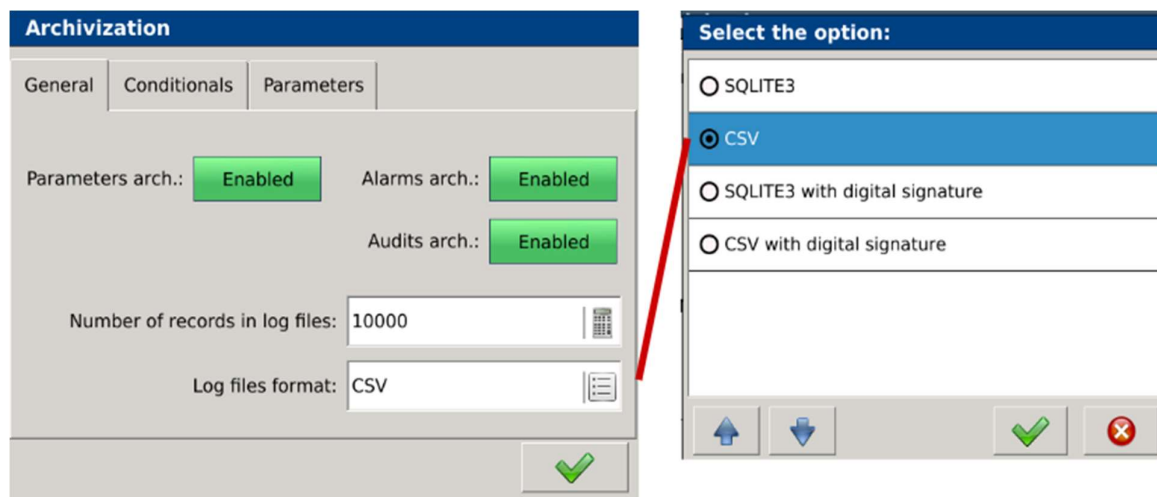 Archivization
General
Conditionals
Parameters
Parameters arch.: Enabled
Alarms arch.: Enabled
Audits arch.: Enabled
Number of records in log files: 10000
Log files format: CSV
Select the option:
SQLITE3
CSV
SQLITE3 with digital signature
CSV with digital signature